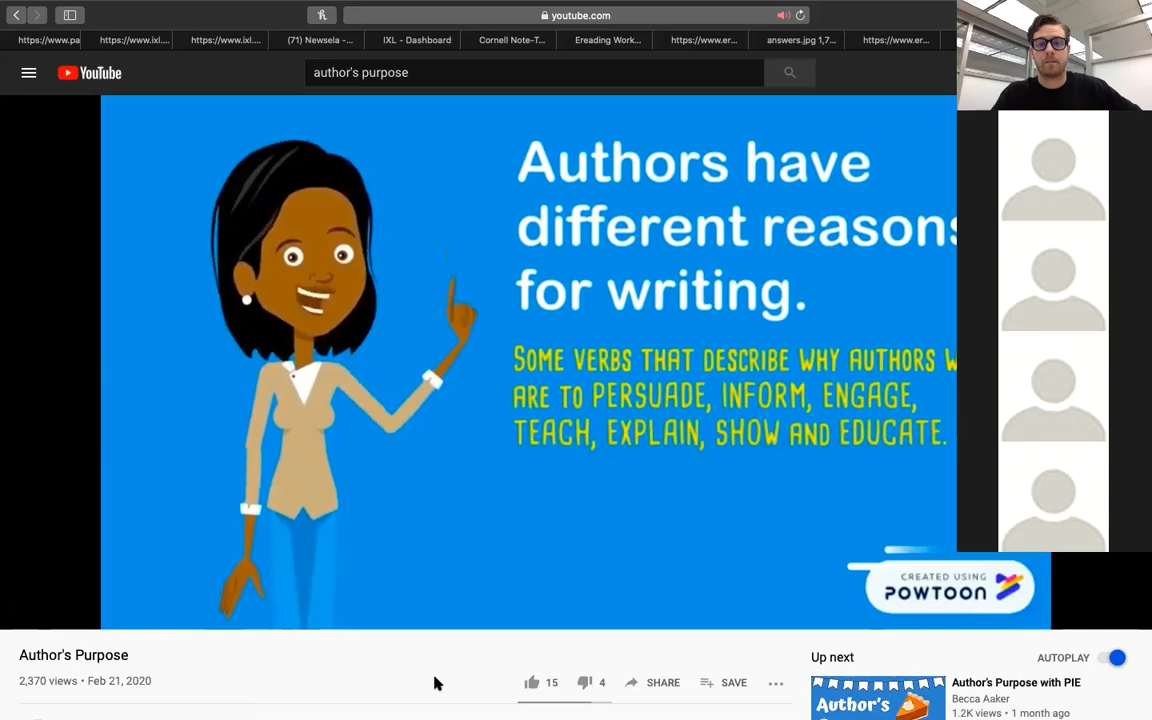 youtube.com
https://www.pa
https://www.ixl....
https://www.ixl....
(71) Newsela -...
IXL - Dashboard
Cornell Note-T...
Ereading Work...
https://www.er...
answers.jpg 1,7...
https://www.er...
YouTube
author's purpose
Authors have
different reasons
for writing.
SOME VERBS THAT DESCRIBE WHY AUTHORS W
ARE TO PERSUADE, INFORM, ENGAGE,
TEACH, EXPLAIN, SHOW AND EDUCATE.
CREATED USING
POWTOON
Author's Purpose
2,370 views • Feb 21, 2020
15
4
SHARE
SAVE
Up next
AUTOPLAY
Author's
Author's Purpose with PIE
Becca Aaker
1.2K views • 1 month ago